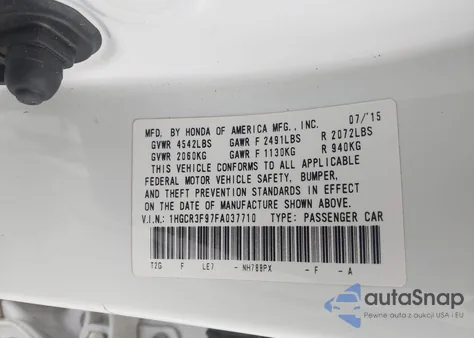 MFD. BY HONDA OF AMERICA MFG., INC. 07/15
GVWR 4542LBS GAWR F 2491LBS R 2072LBS
GVWR 2060KG GAWR F 1130KG R 940KG
THIS VEHICLE CONFORMS TO ALL APPLICABLE
FEDERAL MOTOR VEHICLE SAFETY, BUMPER,
AND THEFT PREVENTION STANDARDS IN EFFECT
ON THE DATE OF MANUFACTURE SHOWN ABOVE.
V.I.N.: 1HGCR3F97FA037710 TYPE: PASSENGER CAR
T2G F LE7 -NH788PX -F -A
autoSnap
Pewne auta z aukcji USA i EU